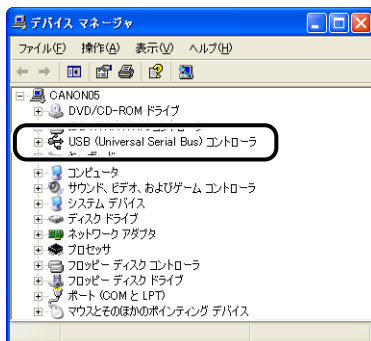 デバイス マネージャ
ファイル(F) 操作(A) 表示(V) ヘルプ(H)
CANON05
DVD/CD-ROM ドライブ
USB (Universal Serial Bus) コントローラ
コンピュータ
サウンド、ビデオ、およびゲーム コントローラ
システム デバイス
ディスク ドライブ
ネットワーク アダプタ
プロセッサ
フロッピー ディスク コントローラ
フロッピー ディスク ドライブ
ポート (COM と LPT)
マウスとそのほかのポインティング デバイス